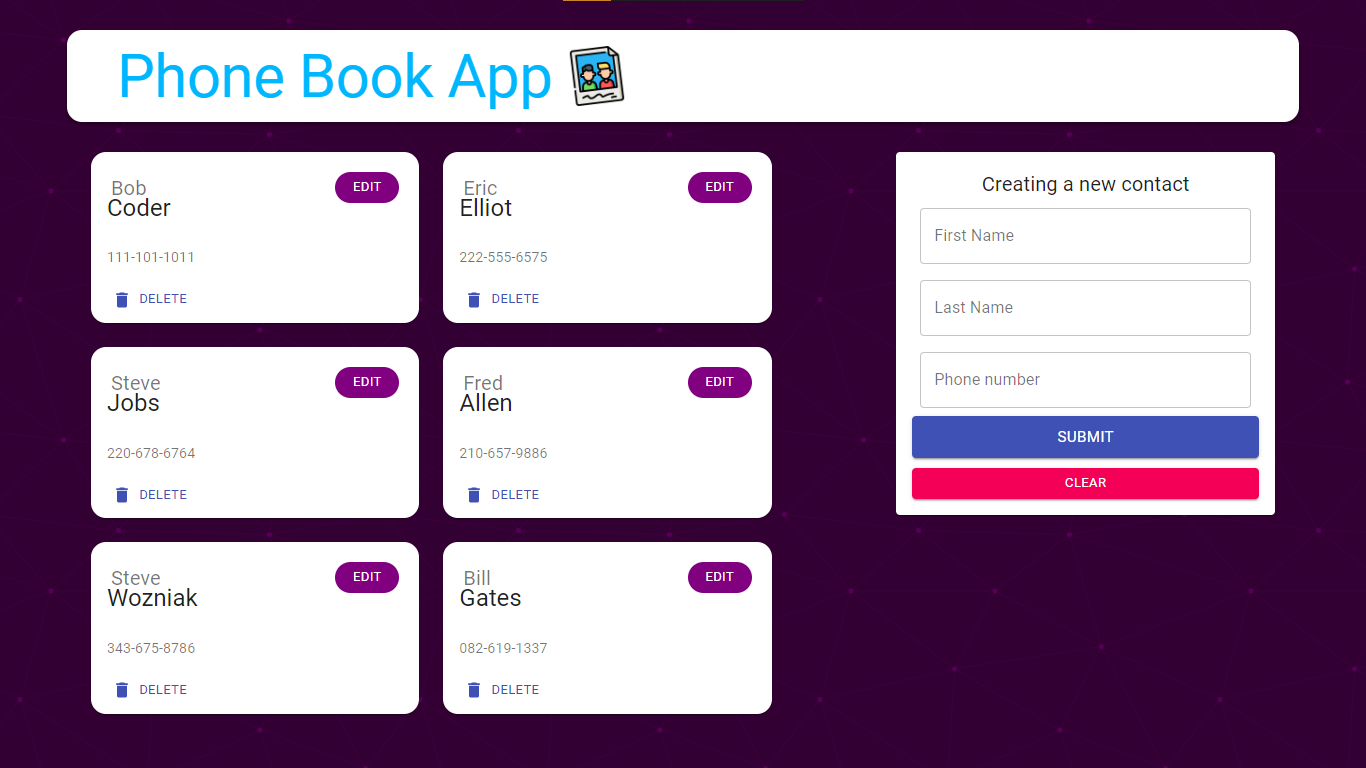 Phone Book App
Bob
EDIT
Coder
111-101-1011
DELETE
Eric
EDIT
Elliot
222-555-6575
DELETE
Steve
EDIT
Jobs
220-678-6764
DELETE
Fred
EDIT
Allen
210-657-9886
DELETE
Steve
EDIT
Wozniak
343-675-8786
DELETE
Bill
EDIT
Gates
082-619-1337
DELETE
Creating a new contact
First Name
Last Name
Phone number
SUBMIT
CLEAR